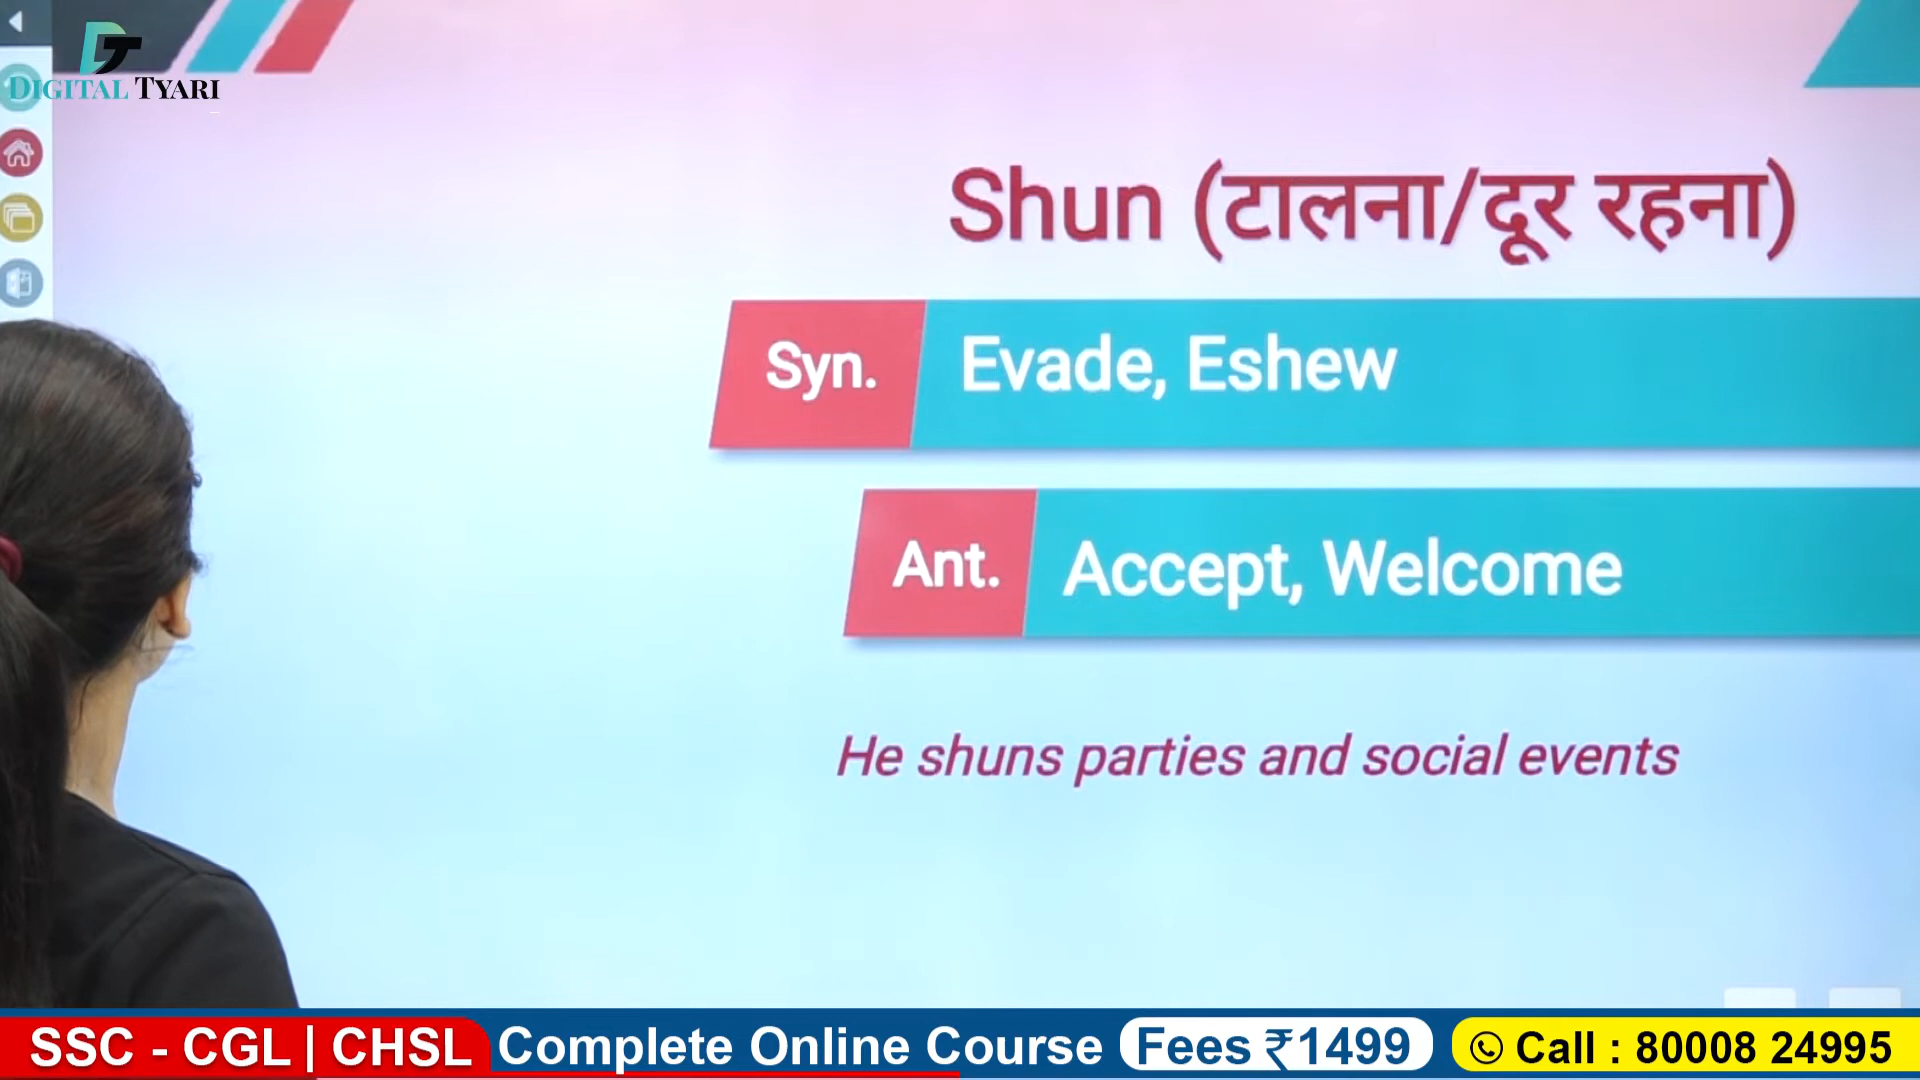 DIGITAL TYARI
Shun (टालना/दूर रहना)
Syn. Evade, Eshew
Ant. Accept, Welcome
He shuns parties and social events
SSC - CGL | CHSL Complete Online Course Fees ₹1499 Call : 80008 24995